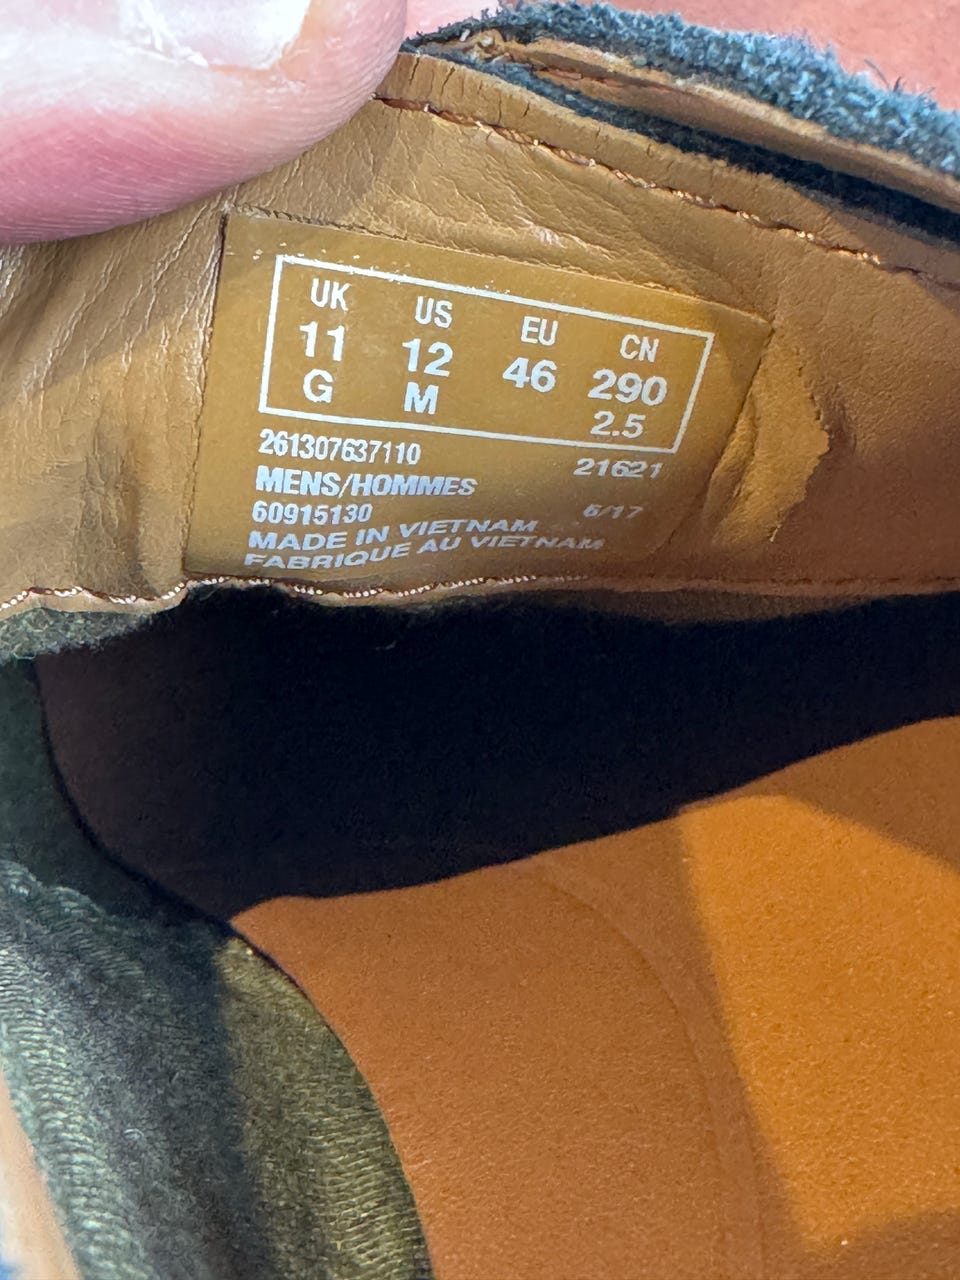 UK US EU CN
11 12 46 290
G M 2.5
261307637110 21621
MENS/HOMMES
60915130 6/17
MADE IN VIETNAM
FABRIQUÉ AU VIETNAM